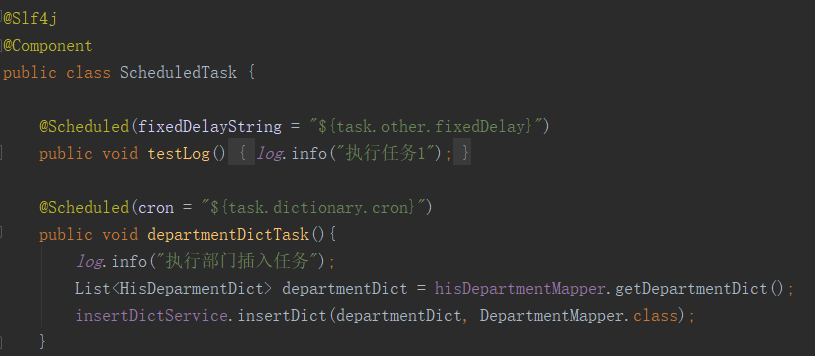 @Slf4j
@Component
public class ScheduledTask {
@Scheduled(fixedDelayString = "${task.other.fixedDelay}")
public void testLog() { log.info("执行任务1"); }
@Scheduled(cron = "${task.dictionary.cron}")
public void departmentDictTask(){
log.info("执行部门插入任务");
List<HisDeparmentDict> departmentDict = hisDepartmentMapper.getDepartmentDict();
insertDictService.insertDict(departmentDict, DepartmentMapper.class);
}